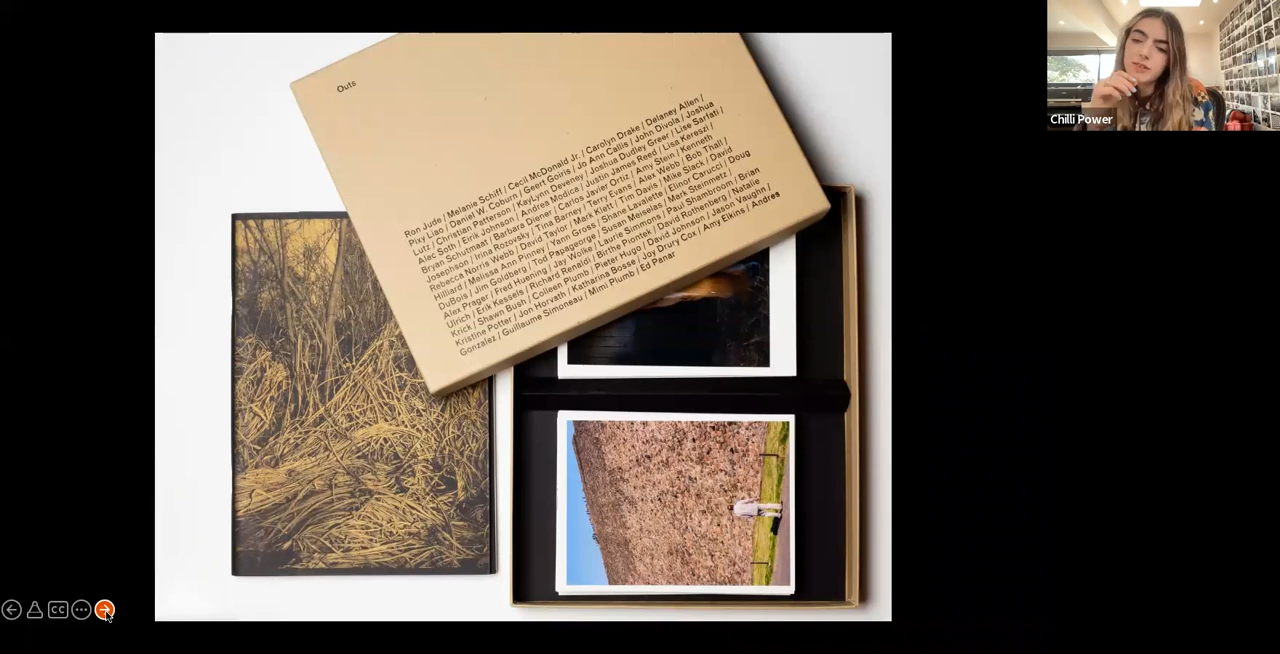 Outs
Ron Jude / Melanie Schiff / Cecil McDonald Jr. / Carolyn Drake / Delaney Allen /
Pixy Liao / Daniel W. Coburn / Geert Goiris / Jo Ann Callis / John Divola / Joshua
Lutz / Christian Patterson / KayLynn Deveney / Joshua Dudley Greer / Lise Sarfati /
Alec Soth / Erik Johnson / Andrea Modica / Justin James Reed / Lisa Kereszi /
Bryan Schutmaat / Barbara Diener / Carlos Javier Ortiz / Amy Stein / Kenneth
Josephson / Irina Rozovsky / Tina Barney / Terry Evans / Alex Webb / Bob Thall /
Rebecca Norris Webb / David Taylor / Mark Klett / Tim Davis / Mike Slack / David
Hilliard / Melissa Ann Pinney / Yann Gross / Shane Lavalette / Elinor Carucci / Doug
DuBois / Jim Goldberg / Tod Papageorge / Susan Meiselas / Mark Steinmetz / Brian
Alex Prager / Fred Huening / Jay Wolke / Laurie Simmons / Paul Shambroom / Natalie
Ulrich / Erik Kessels / Richard Renaldi / Birthe Piontek / David Rothenberg / Jason Vaughn /
Krick / Shawn Bush / Colleen Plumb / Pieter Hugo / David Johnson / Amy Elkins / Andres
Kristine Potter / Jon Horvath / Katharina Bosse / Joy Drury Cox /
Gonzalez / Guillaume Simoneau / Mimi Plumb / Ed Panar
Chilli Power
CC